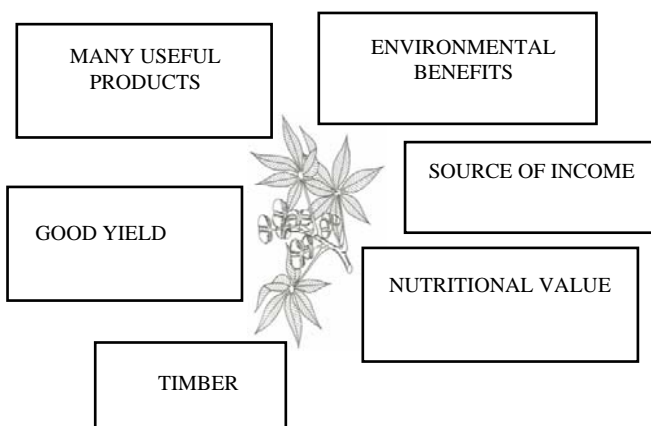 MANY USEFUL
PRODUCTS
ENVIRONMENTAL
BENEFITS
SOURCE OF INCOME
GOOD YIELD
NUTRITIONAL VALUE
TIMBER